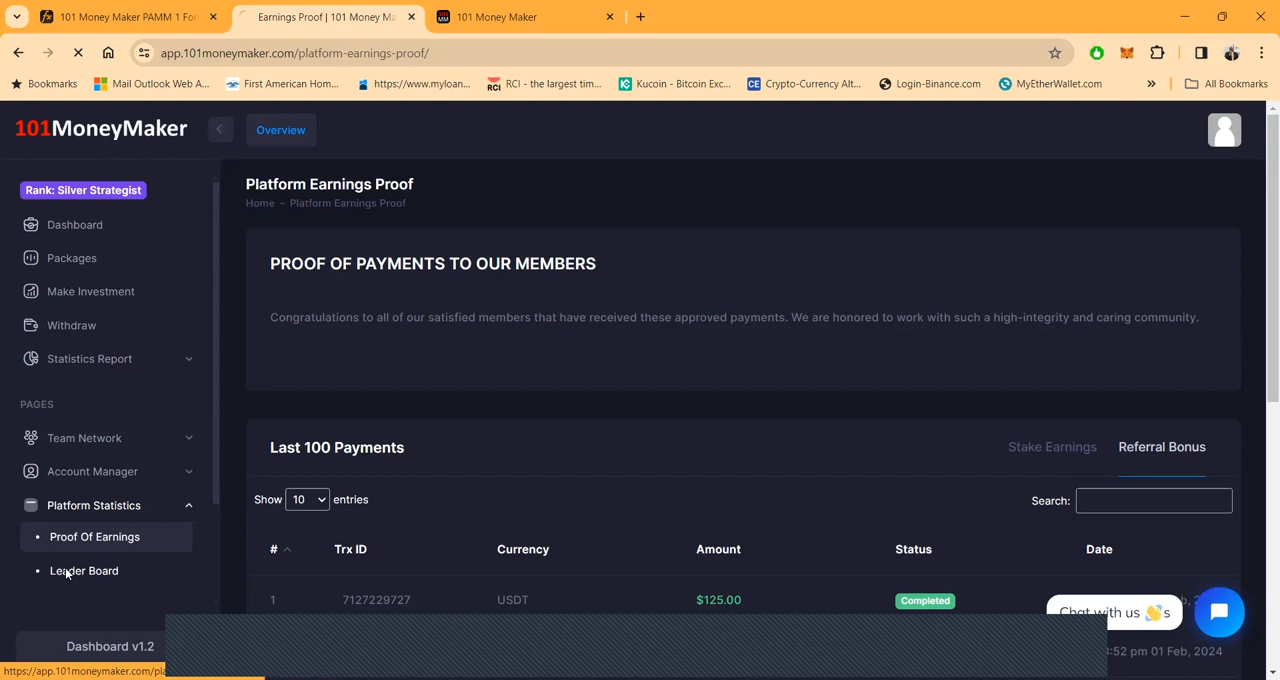 101 Money Maker PAMM 1 For
Earnings Proof | 101 Money Ma
101 Money Maker
app.101moneymaker.com/platform-earnings-proof/
Bookmarks
Mail Outlook Web A...
First American Hom...
https://www.myloan...
RCI - the largest tim...
Kucoin - Bitcoin Exc...
Crypto-Currency Alt...
Login-Binance.com
MyEtherWallet.com
All Bookmarks
101MoneyMaker
Overview
Rank: Silver Strategist
Dashboard
Packages
Make Investment
Withdraw
Statistics Report
PAGES
Team Network
Account Manager
Platform Statistics
Proof Of Earnings
Leader Board
Dashboard v1.2
https://app.101moneymaker.com/pla
Platform Earnings Proof
Home - Platform Earnings Proof
PROOF OF PAYMENTS TO OUR MEMBERS
Congratulations to all of our satisfied members that have received these approved payments. We are honored to work with such a high-integrity and caring community.
Last 100 Payments
Stake Earnings
Referral Bonus
Show 10 entries
Search:
# Trx ID Currency Amount Status Date
1 7127229727 USDT $125.00 Completed
Chat with us 👋s
:52 pm 01 Feb, 2024